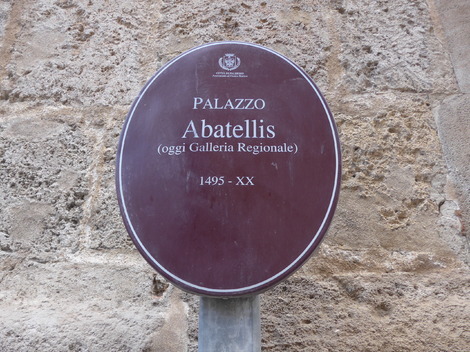 PALAZZO
Abatellis
(oggi Galleria Regionale)
1495 - XX